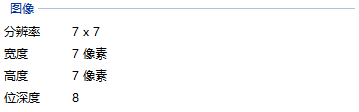 图像
分辨率 7 x 7
宽度 7 像素
高度 7 像素
位深度 8